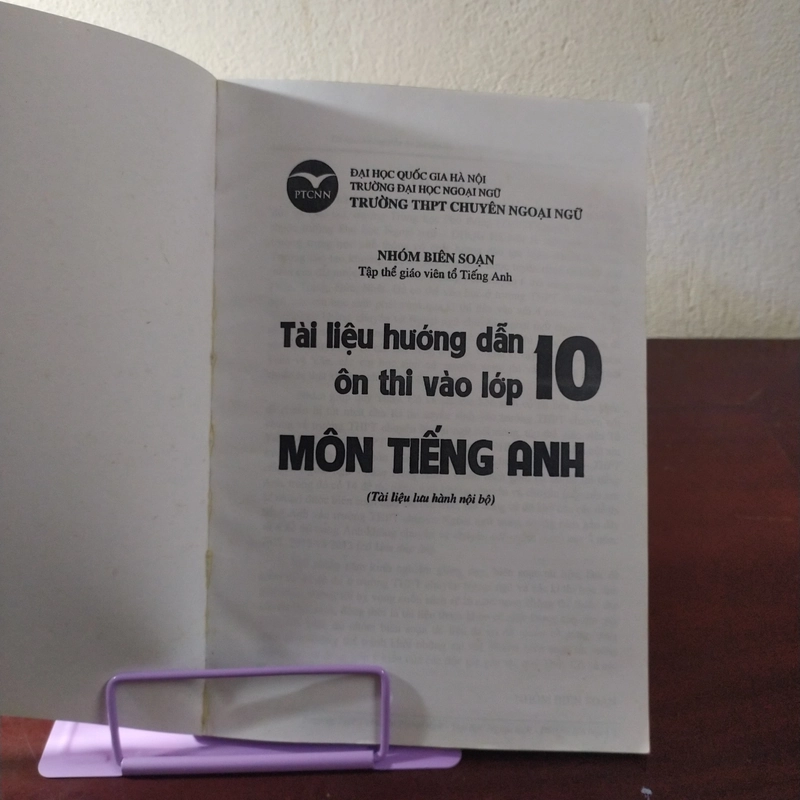 PTCNN
ĐẠI HỌC QUỐC GIA HÀ NỘI
TRƯỜNG ĐẠI HỌC NGOẠI NGỮ
TRƯỜNG THPT CHUYÊN NGOẠI NGỮ
NHÓM BIÊN SOẠN
Tập thể giáo viên tổ Tiếng Anh
Tài liệu hướng dẫn
ôn thi vào lớp 10
MÔN TIẾNG ANH
(Tài liệu lưu hành nội bộ)